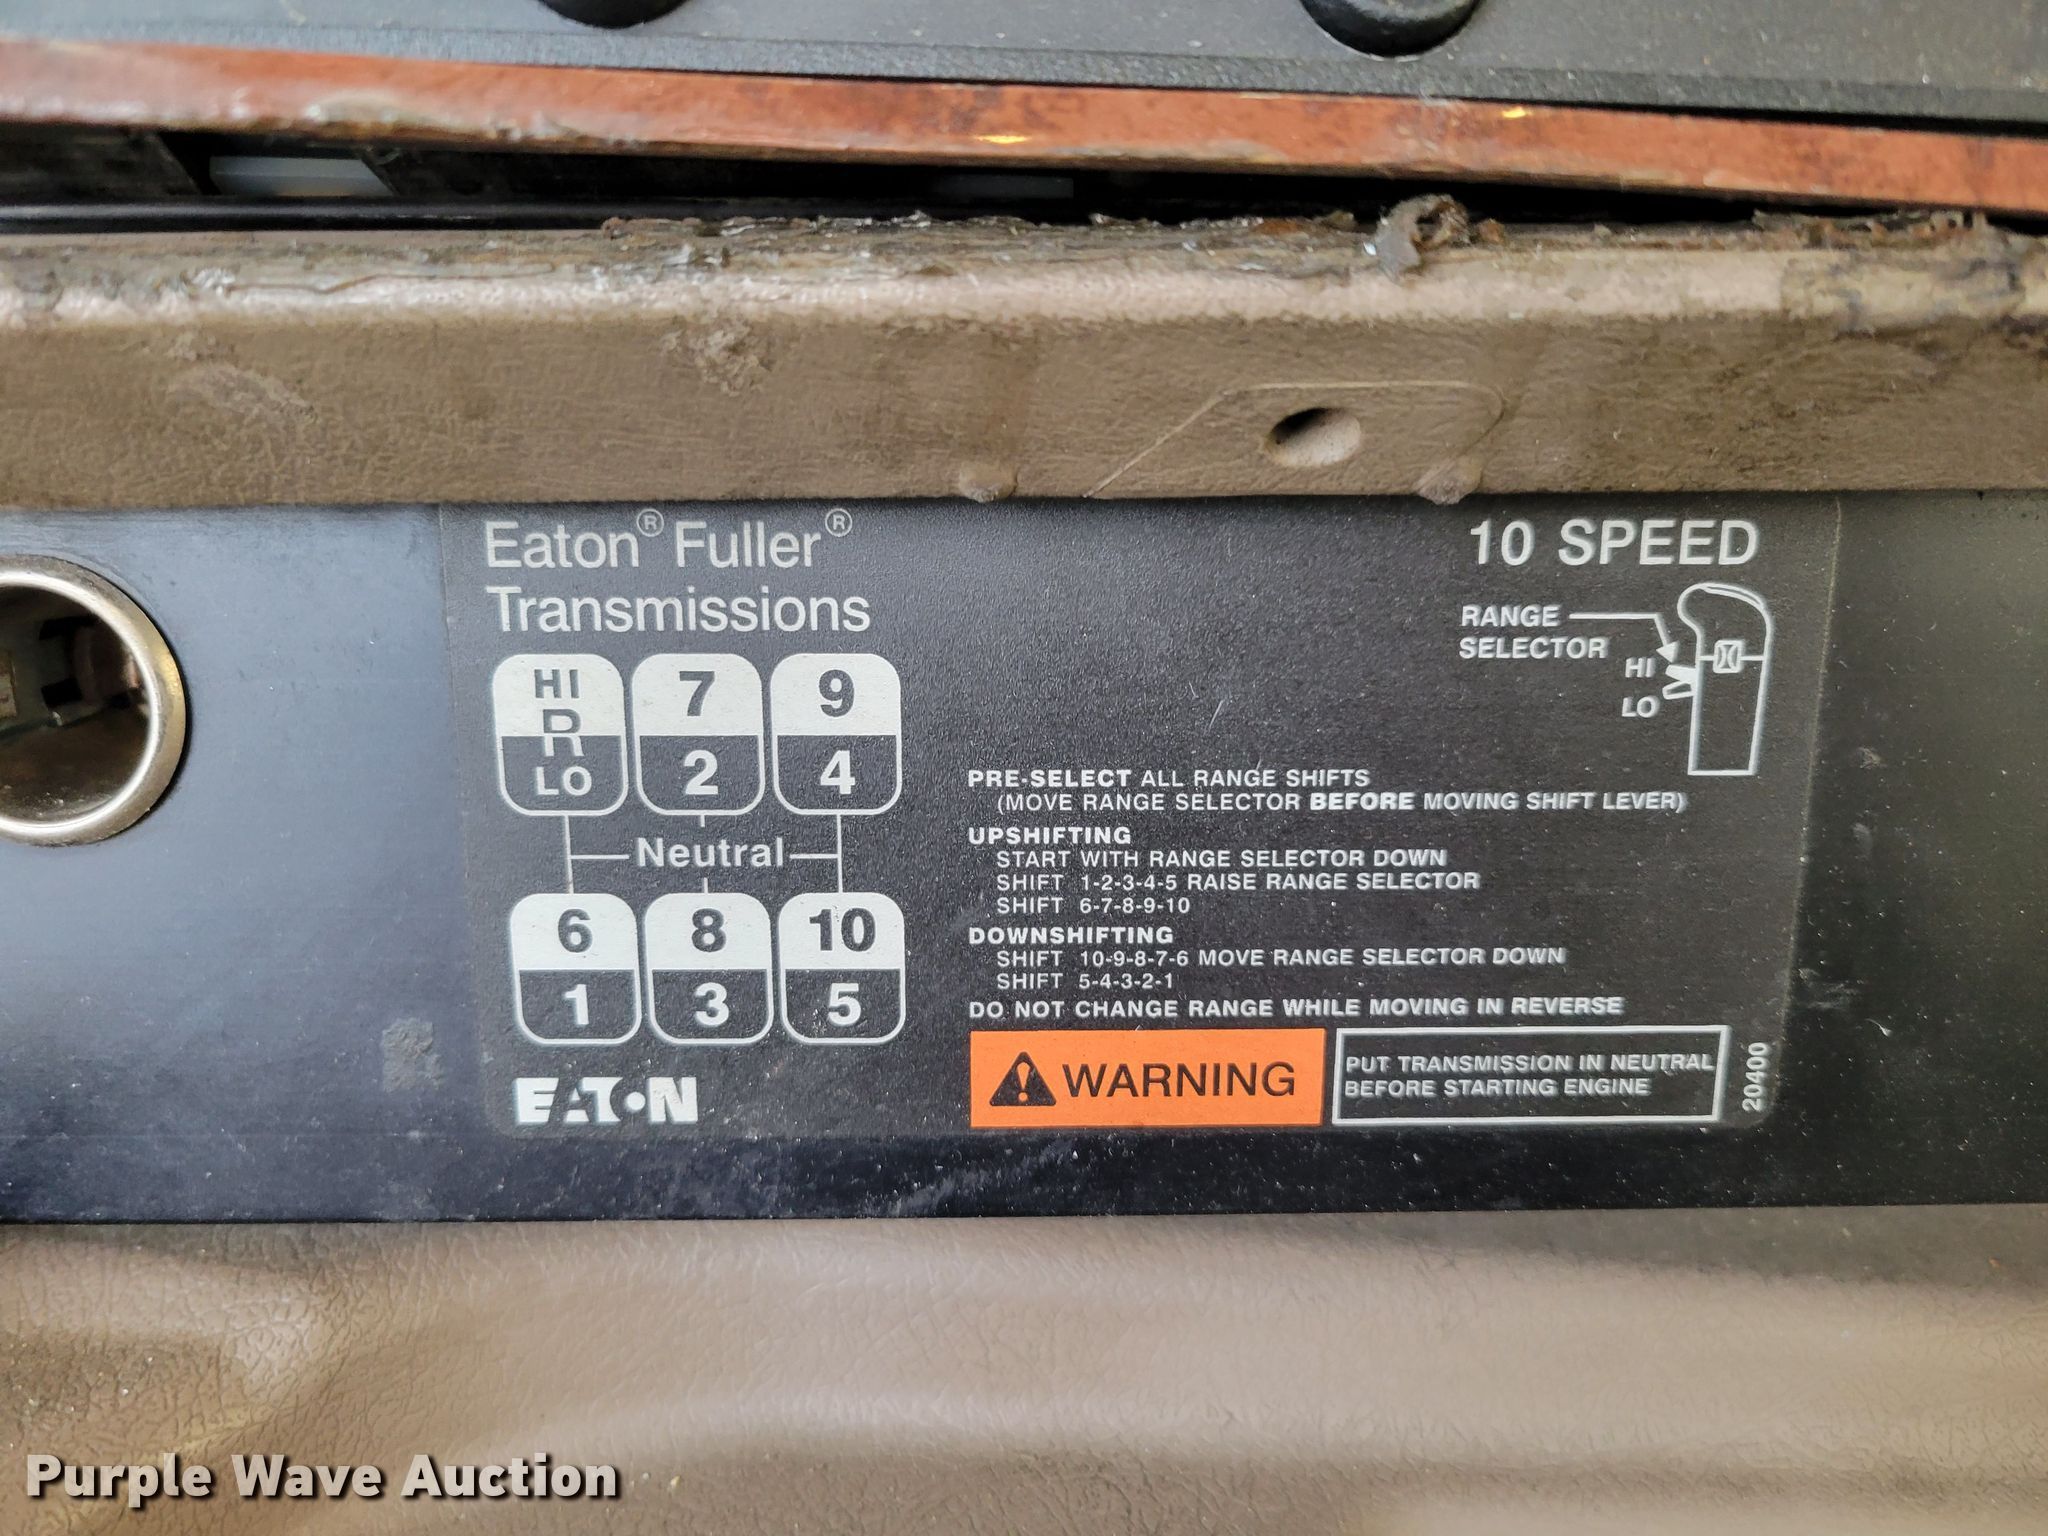 Eaton® Fuller®
Transmissions
10 SPEED
RANGE
SELECTOR
HI
LO
HI
R
LO
7
2
9
4
Neutral
6
1
8
3
10
5
EATON
PRE-SELECT ALL RANGE SHIFTS
(MOVE RANGE SELECTOR BEFORE MOVING SHIFT LEVER)
UPSHIFTING
START WITH RANGE SELECTOR DOWN
SHIFT 1-2-3-4-5 RAISE RANGE SELECTOR
SHIFT 6-7-8-9-10
DOWNSHIFTING
SHIFT 10-9-8-7-6 MOVE RANGE SELECTOR DOWN
SHIFT 5-4-3-2-1
DO NOT CHANGE RANGE WHILE MOVING IN REVERSE
WARNING
PUT TRANSMISSION IN NEUTRAL
BEFORE STARTING ENGINE
20400
Purple Wave Auction